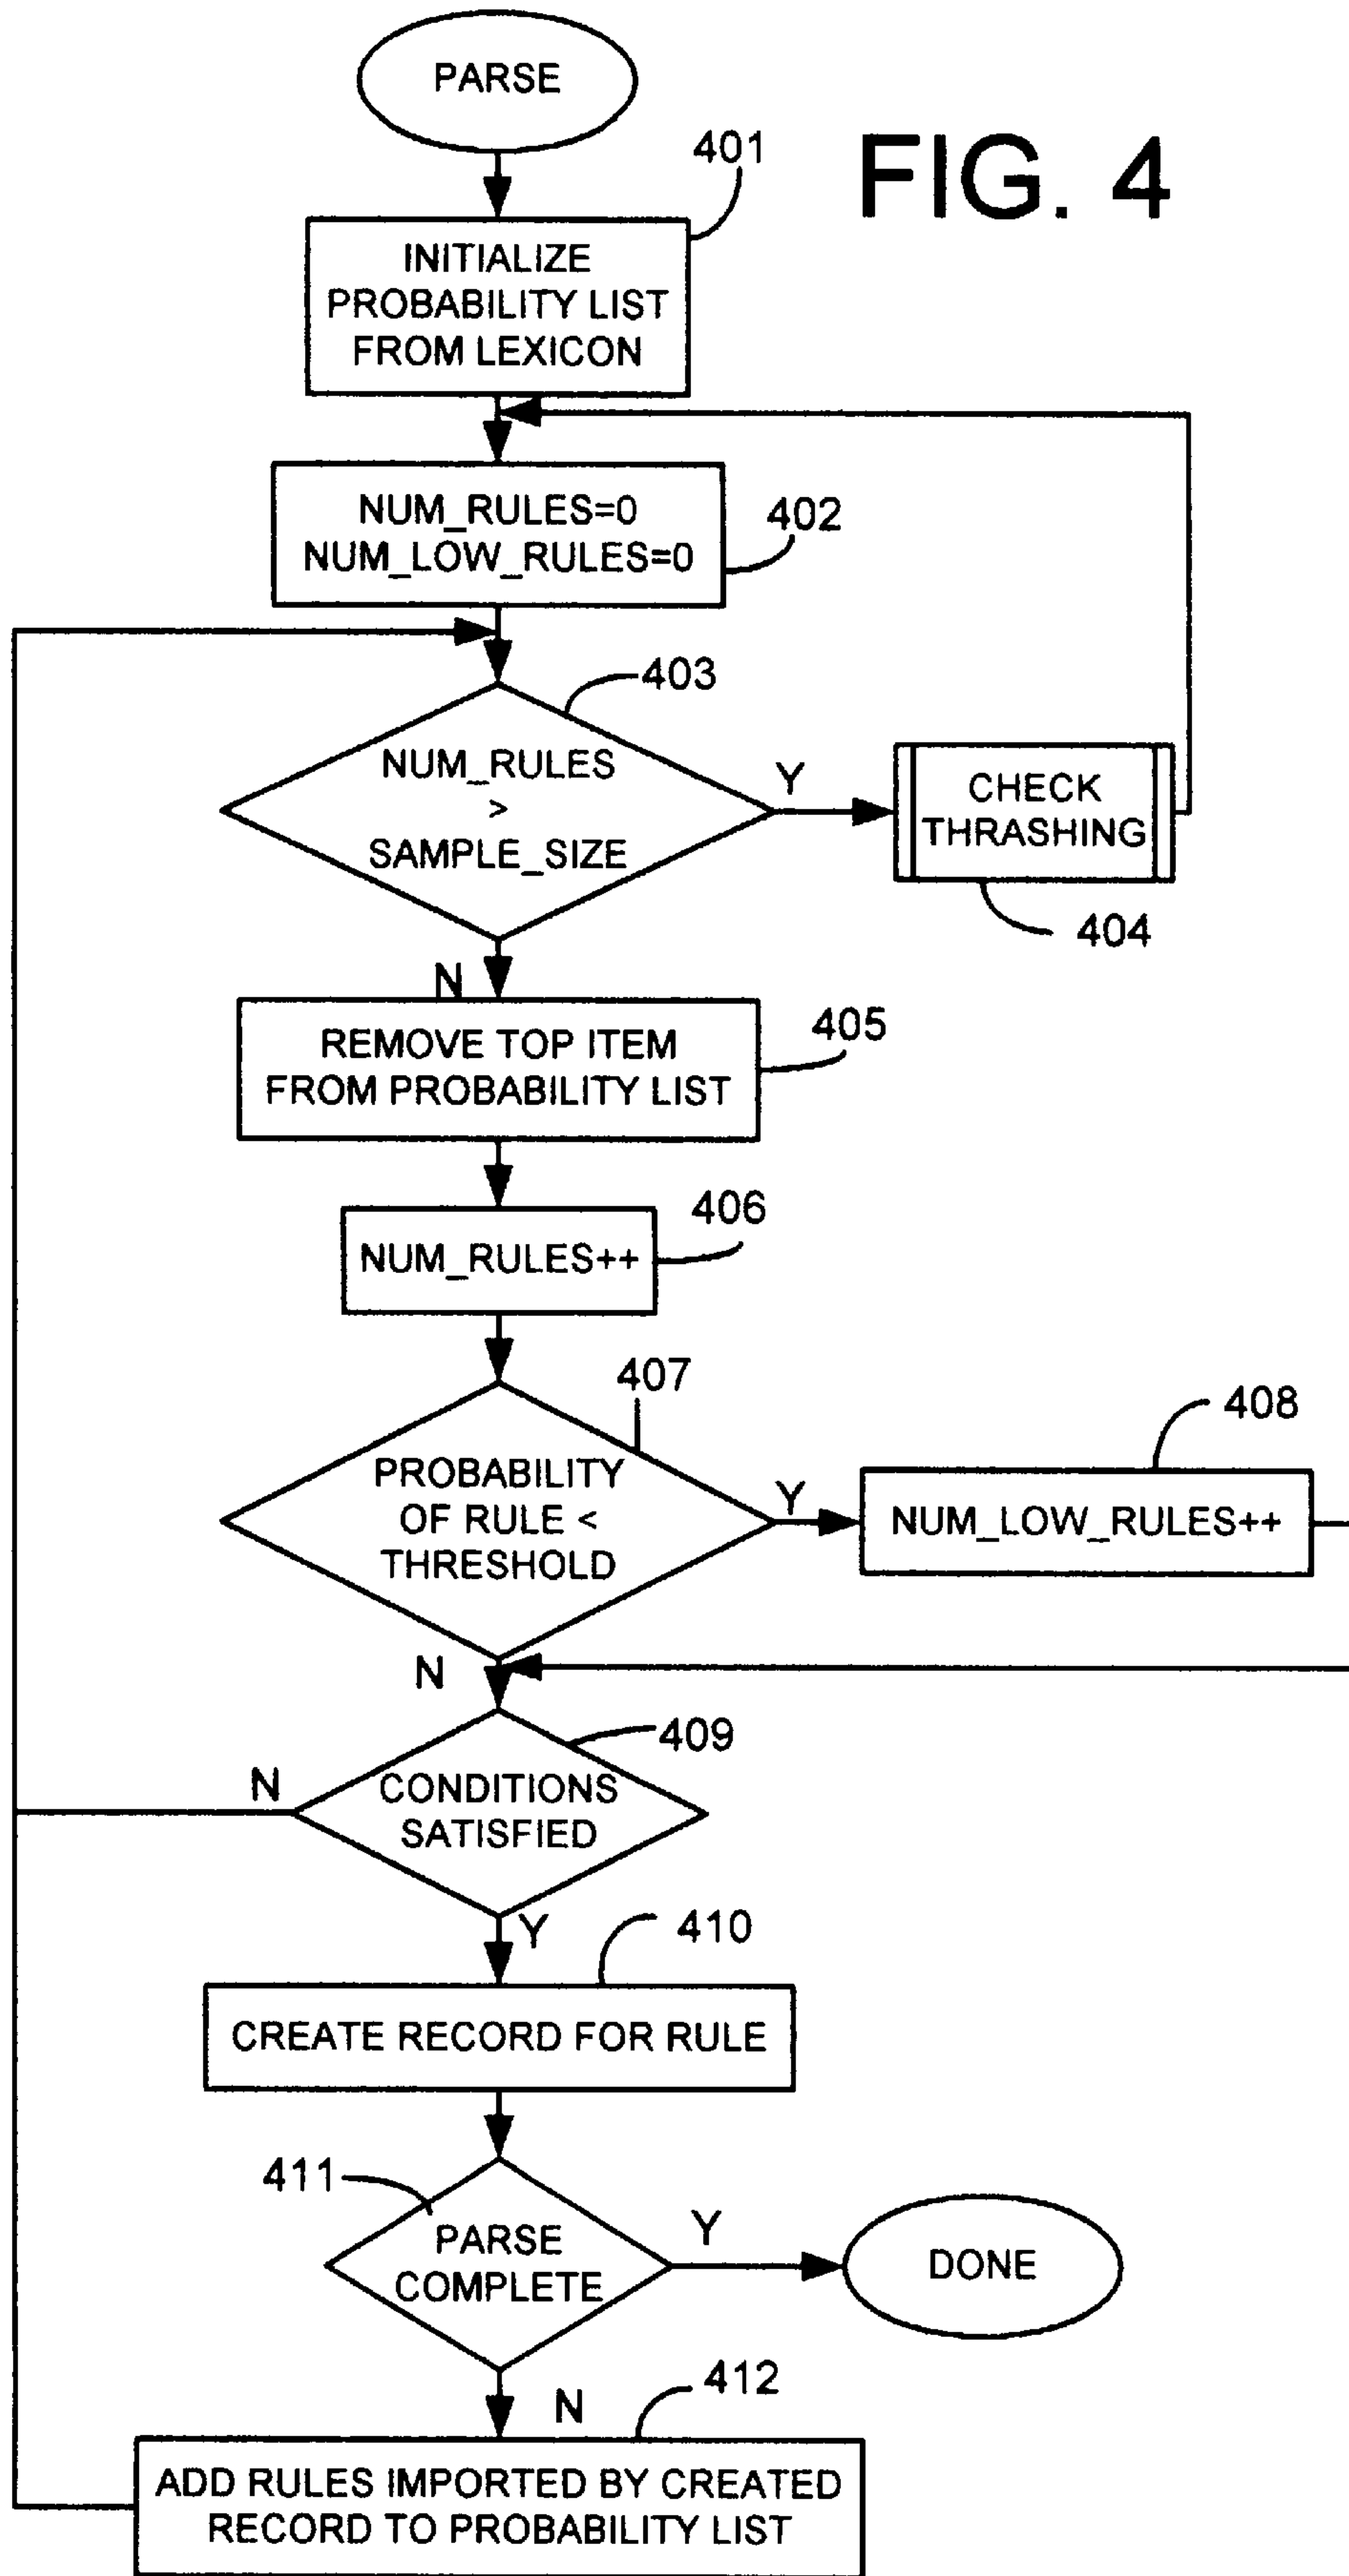 PARSE
FIG. 4
401
INITIALIZE
PROBABILITY LIST
FROM LEXICON
NUM_RULES=0
NUM_LOW_RULES=0
402
403
NUM_RULES
>
SAMPLE_SIZE
Y
CHECK
THRASHING
404
N
REMOVE TOP ITEM
FROM PROBABILITY LIST
405
406
NUM_RULES++
407
PROBABILITY
OF RULE <
THRESHOLD
Y
408
NUM_LOW_RULES++
N
409
CONDITIONS
SATISFIED
N
Y
410
CREATE RECORD FOR RULE
411
PARSE
COMPLETE
Y
DONE
N
412
ADD RULES IMPORTED BY CREATED
RECORD TO PROBABILITY LIST